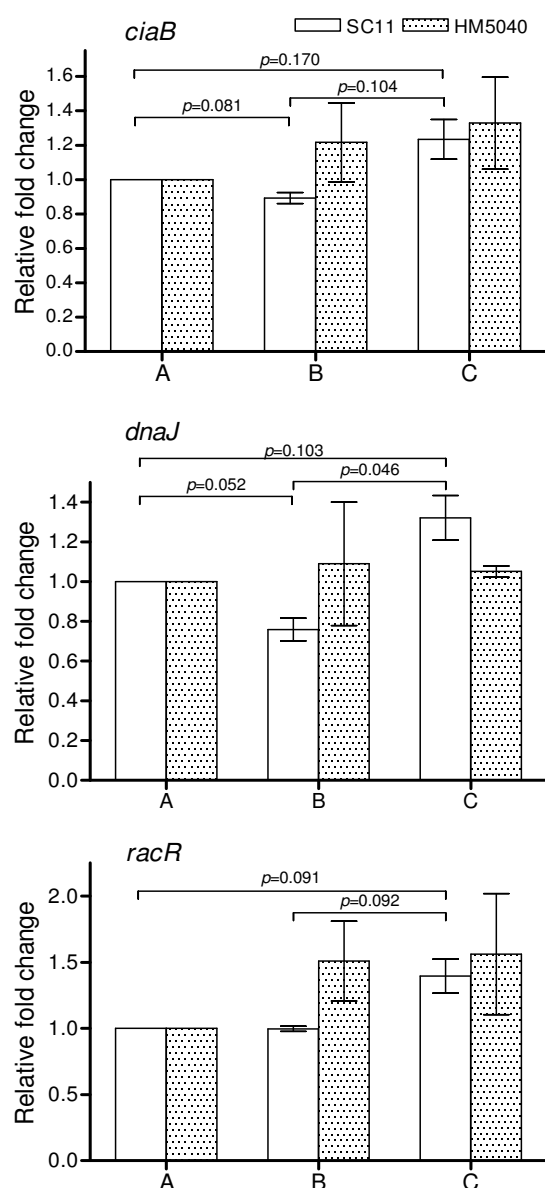 ciaB
SC11 HM5040
Relative fold change
1.6
1.4
1.2
1.0
0.8
0.6
0.4
0.2
0.0
p=0.170
p=0.104
p=0.081
A B C
dnaJ
Relative fold change
1.4
1.2
1.0
0.8
0.6
0.4
0.2
0.0
p=0.103
p=0.046
p=0.052
A B C
racR
Relative fold change
2.0
1.5
1.0
0.5
0.0
p=0.091
p=0.092
A B C